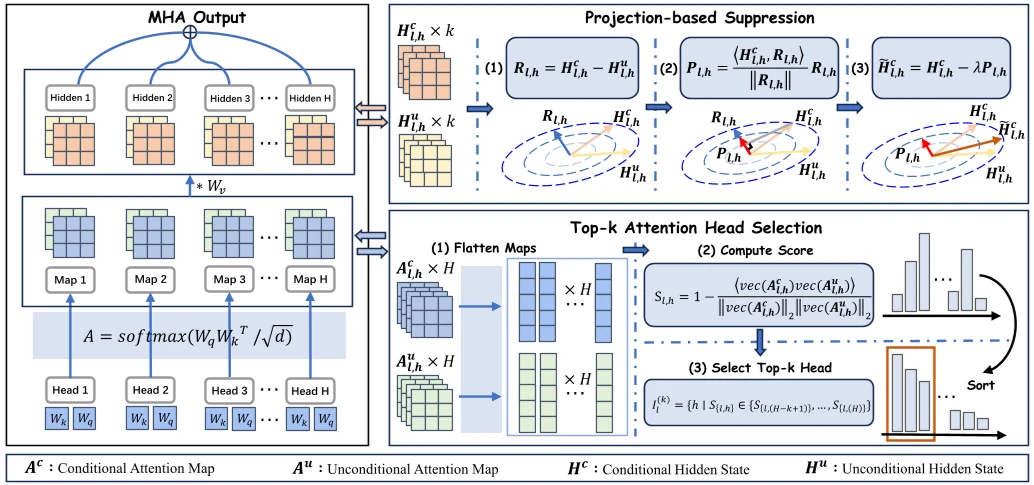 MHA Output
Hidden 1 Hidden 2 Hidden 3 ... Hidden H
* W_v
Map 1 Map 2 Map 3 ... Map H
A = softmax(W_q W_k^T /√d)
Head 1 Head 2 Head 3 ... Head H
W_k W_q W_k W_q W_k W_q W_k W_q
Projection-based Suppression
H^c_{l,h} × k
H^u_{l,h} × k
(1) R_{l,h} = H^c_{l,h} − H^u_{l,h}
R_{l,h} H^c_{l,h} H^u_{l,h}
(2) P_{l,h} = ⟨H^c_{l,h}, R_{l,h}⟩ / ‖R_{l,h}‖ R_{l,h}
R_{l,h} H^c_{l,h} P_{l,h} H^u_{l,h}
(3) H̃^c_{l,h} = H^c_{l,h} − λP_{l,h}
H^c_{l,h} H̃^c_{l,h} P_{l,h} H^u_{l,h}
Top-k Attention Head Selection
(1) Flatten Maps
A^c_{l,h} × H
× H
...
A^u_{l,h} × H
× H
...
(2) Compute Score
S_{l,h} = 1 − ⟨vec(A^c_{l,h})vec(A^u_{l,h})⟩ / ‖vec(A^c_{l,h})‖_2 ‖vec(A^u_{l,h})‖_2
...
(3) Select Top-k Head
I_l^{(k)} = {h | S_{{l,h}} ∈ {S_{{l,(H−k+1)}}, ..., S_{{l,(H)}}}
Sort
...
A^c : Conditional Attention Map A^u : Unconditional Attention Map H^c : Conditional Hidden State H^u : Unconditional Hidden State